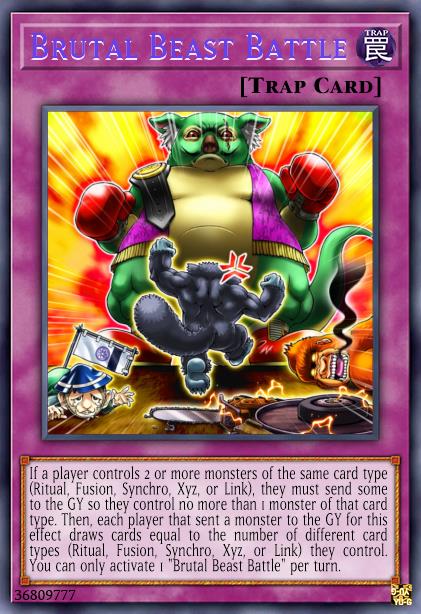 Brutal Beast Battle
TRAP
罠
[Trap Card]
If a player controls 2 or more monsters of the same card type
(Ritual, Fusion, Synchro, Xyz, or Link), they must send some
to the GY so they control no more than 1 monster of that card
type. Then, each player that sent a monster to the GY for this
effect draws cards equal to the number of different card
types (Ritual, Fusion, Synchro, Xyz, or Link) they control.
You can only activate 1 "Brutal Beast Battle" per turn.
36809777